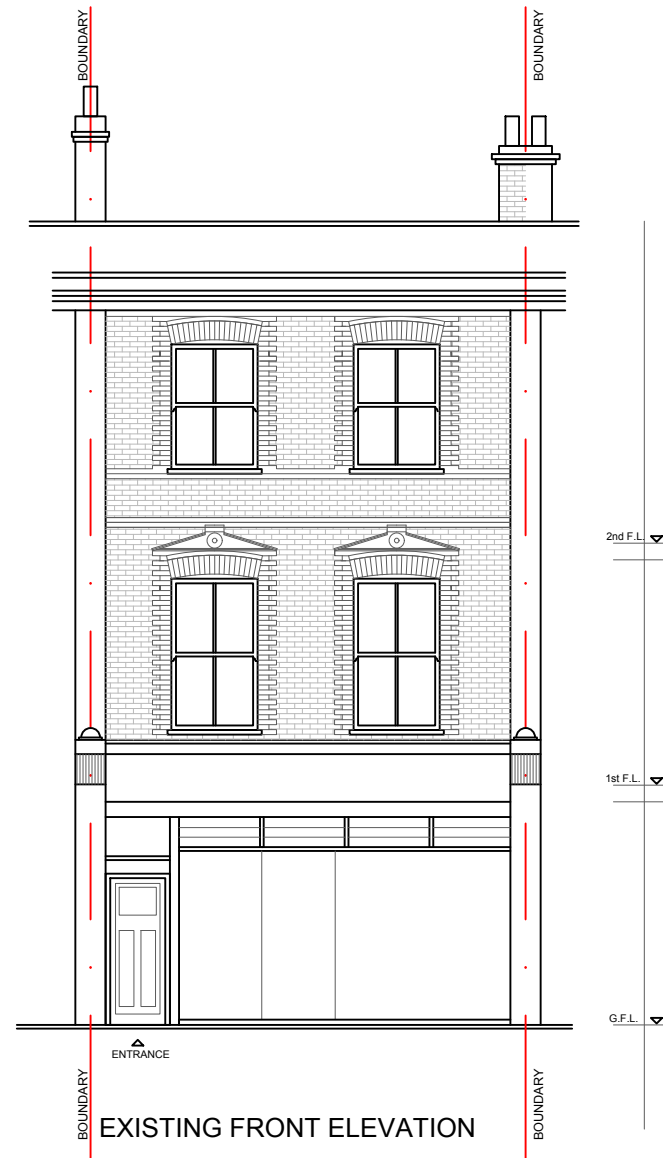 BOUNDARY
BOUNDARY
2nd F.L.
1st F.L.
G.F.L.
ENTRANCE
BOUNDARY
EXISTING FRONT ELEVATION
BOUNDARY